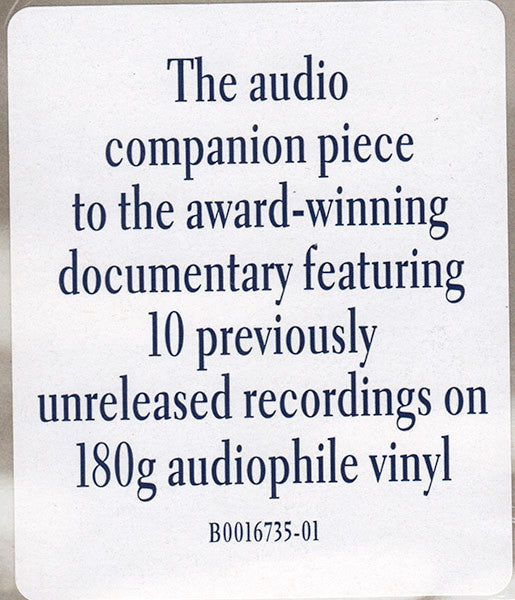 The audio
companion piece
to the award-winning
documentary featuring
10 previously
unreleased recordings on
180g audiophile vinyl
B0016735-01